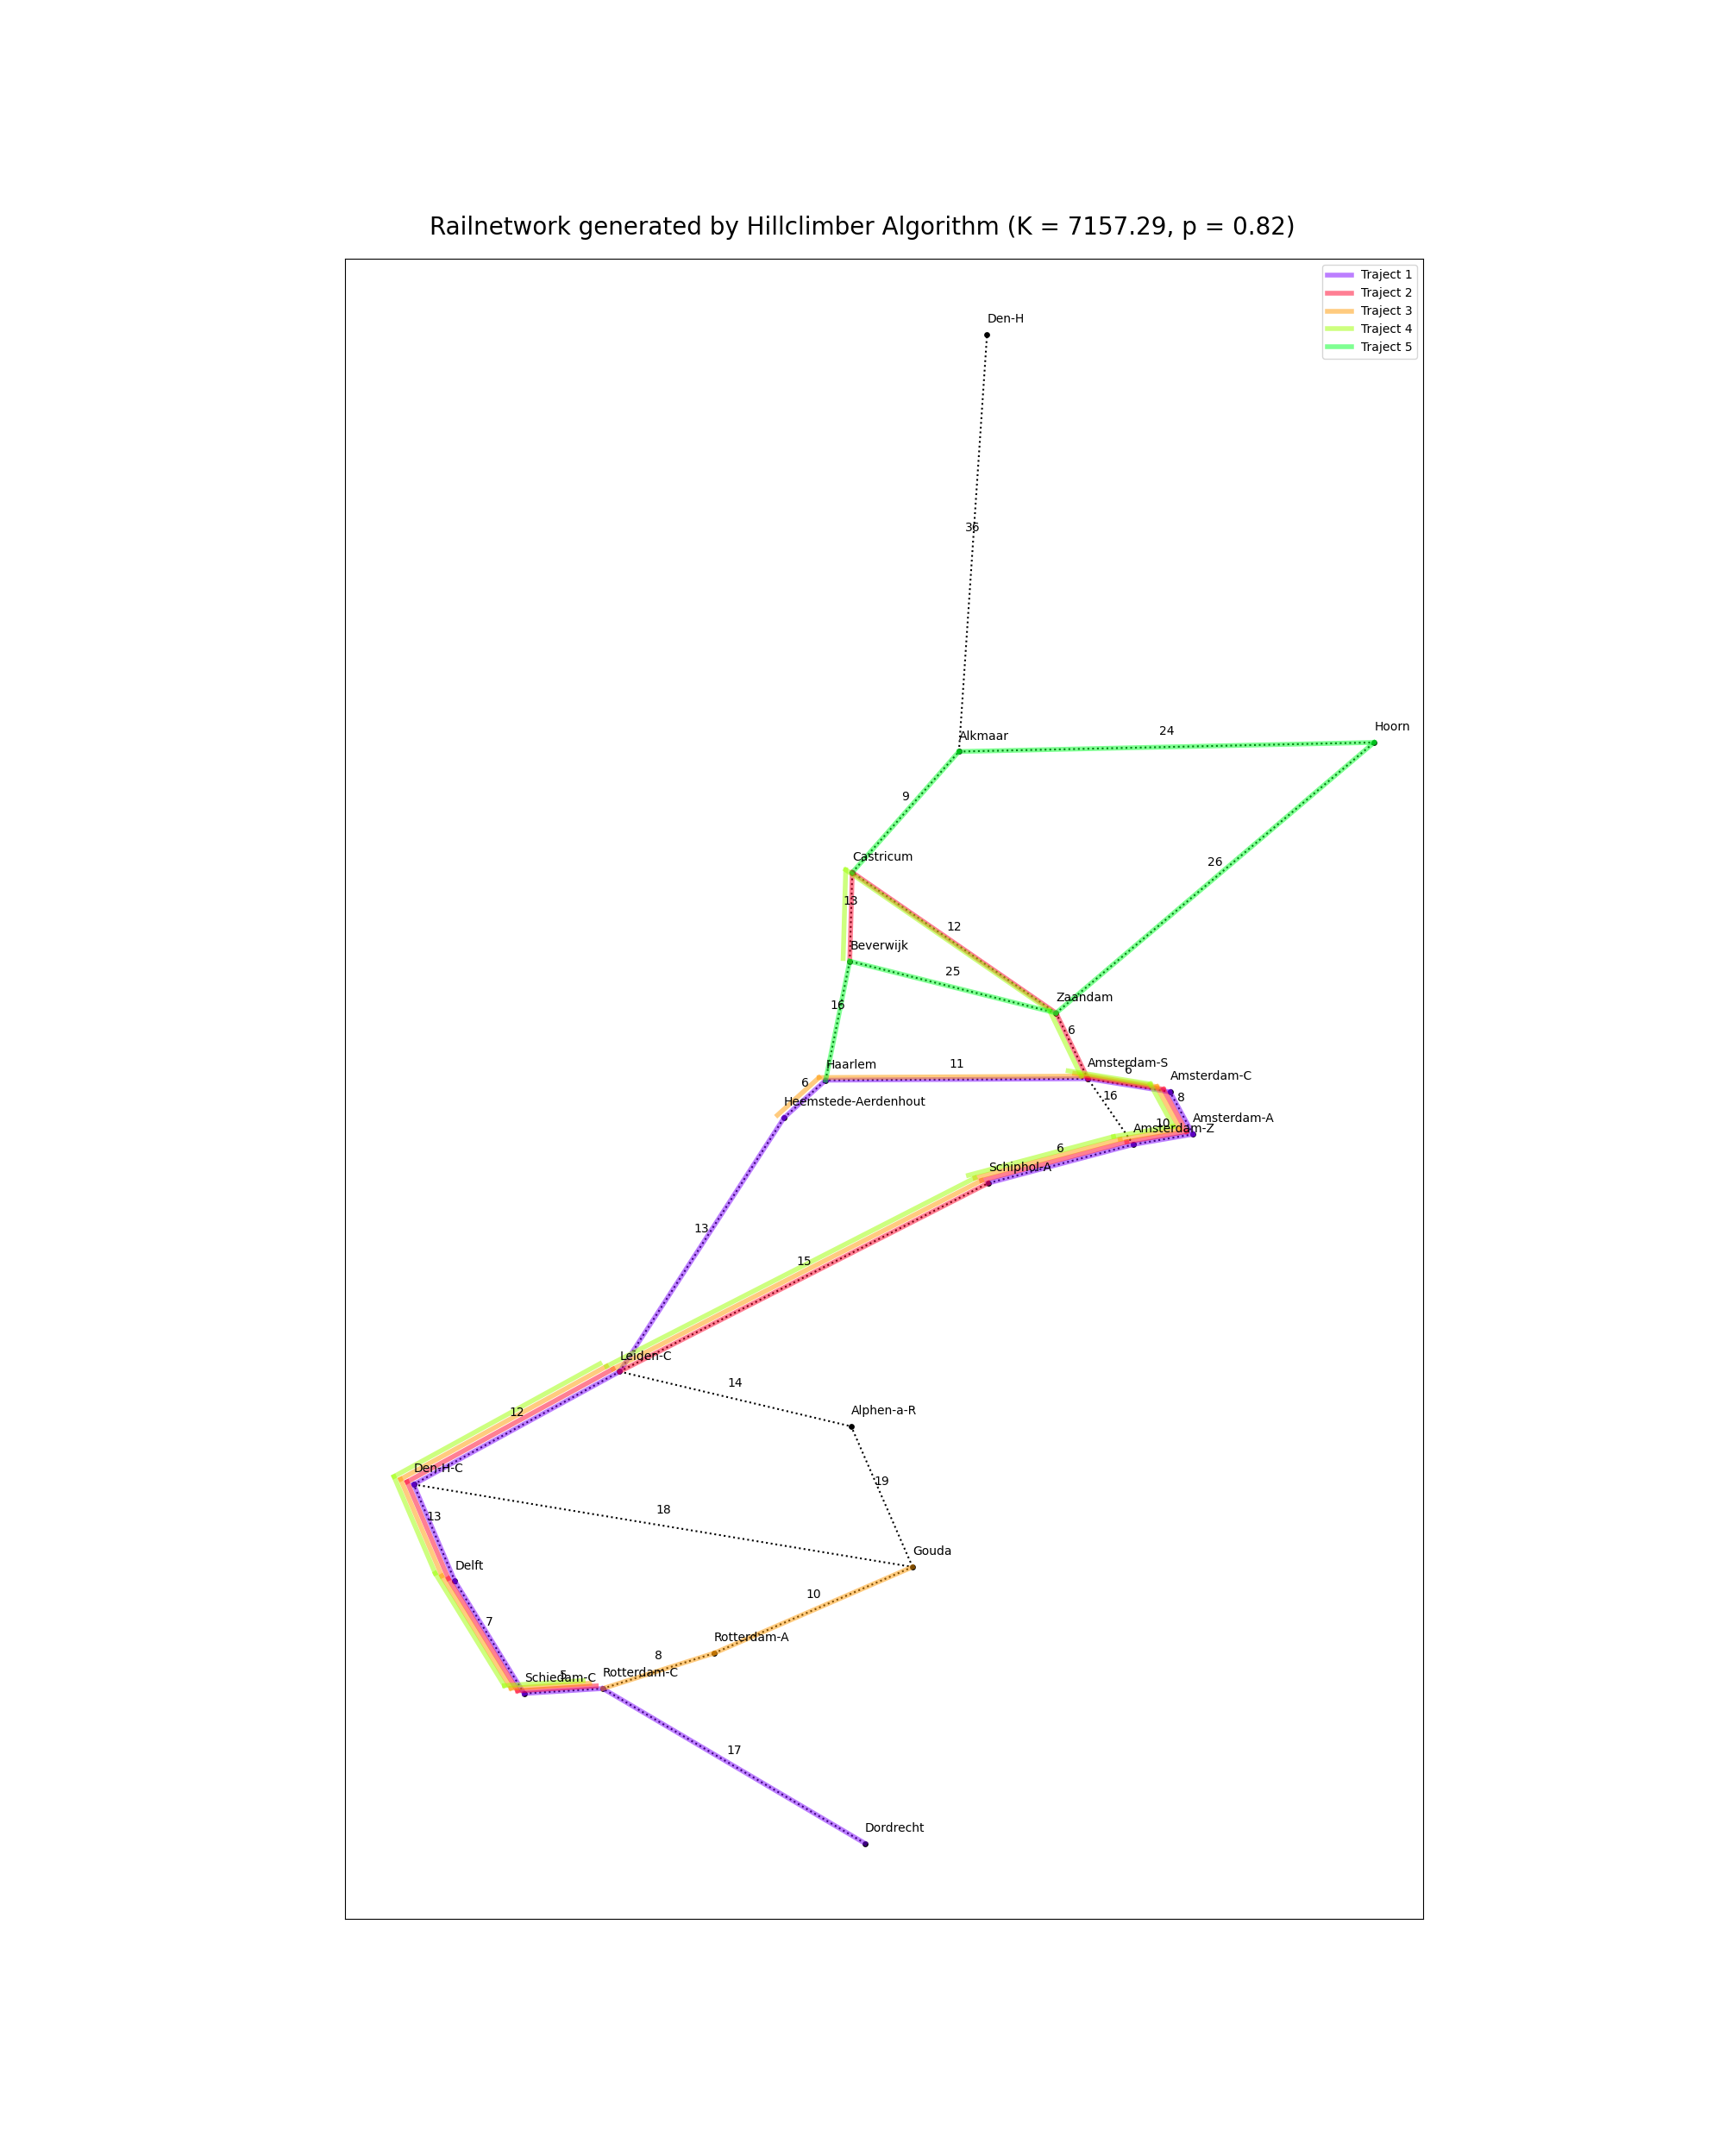 Railnetwork generated by Hillclimber Algorithm (K = 7157.29, p = 0.82)
Traject 1
Traject 2
Traject 3
Traject 4
Traject 5
Den-H
36
Hoorn
24
Alkmaar
9
Castricum
26
13
12
Beverwijk
25
Zaandam
16
6
Haarlem
11
Amsterdam-S
6
Amsterdam-C
6
Heemstede-Aerdenhout
16
8
Amsterdam-A
10
Amsterdam-Z
6
Schiphol-A
13
15
Leiden-C
14
12
Alphen-a-R
Den-H-C
19
18
13
Gouda
Delft
10
7
Rotterdam-A
8
5
Schiedam-C
Rotterdam-C
17
Dordrecht